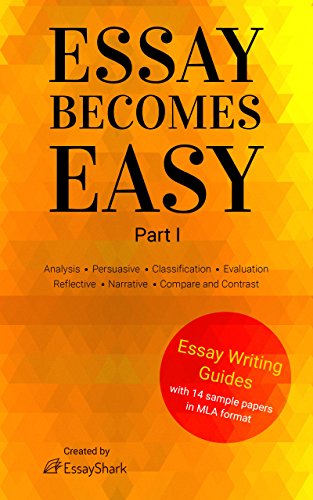 ESSAY
BECOMES
EASY
Part I
Analysis • Persuasive • Classification • Evaluation
Reflective • Narrative • Compare and Contrast
Essay Writing
Guides
with 14 sample papers
in MLA format
Created by
EssayShark